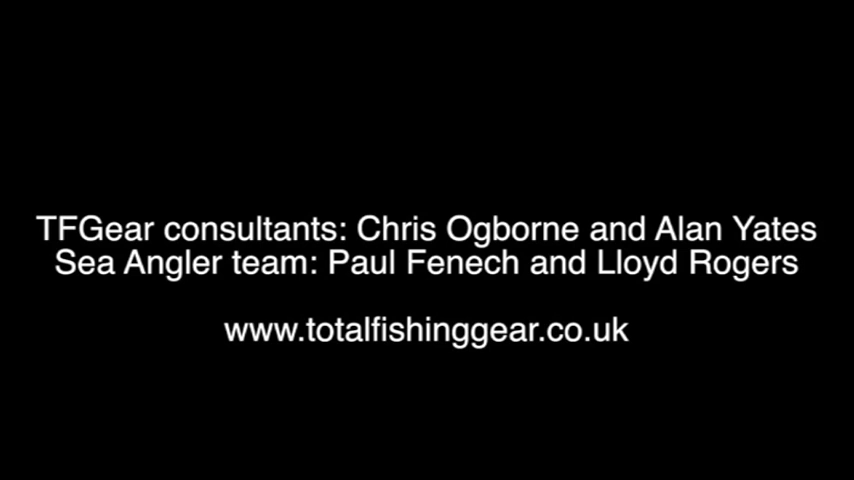 TFGear consultants: Chris Ogborne and Alan Yates
Sea Angler team: Paul Fenech and Lloyd Rogers
www.totalfishinggear.co.uk